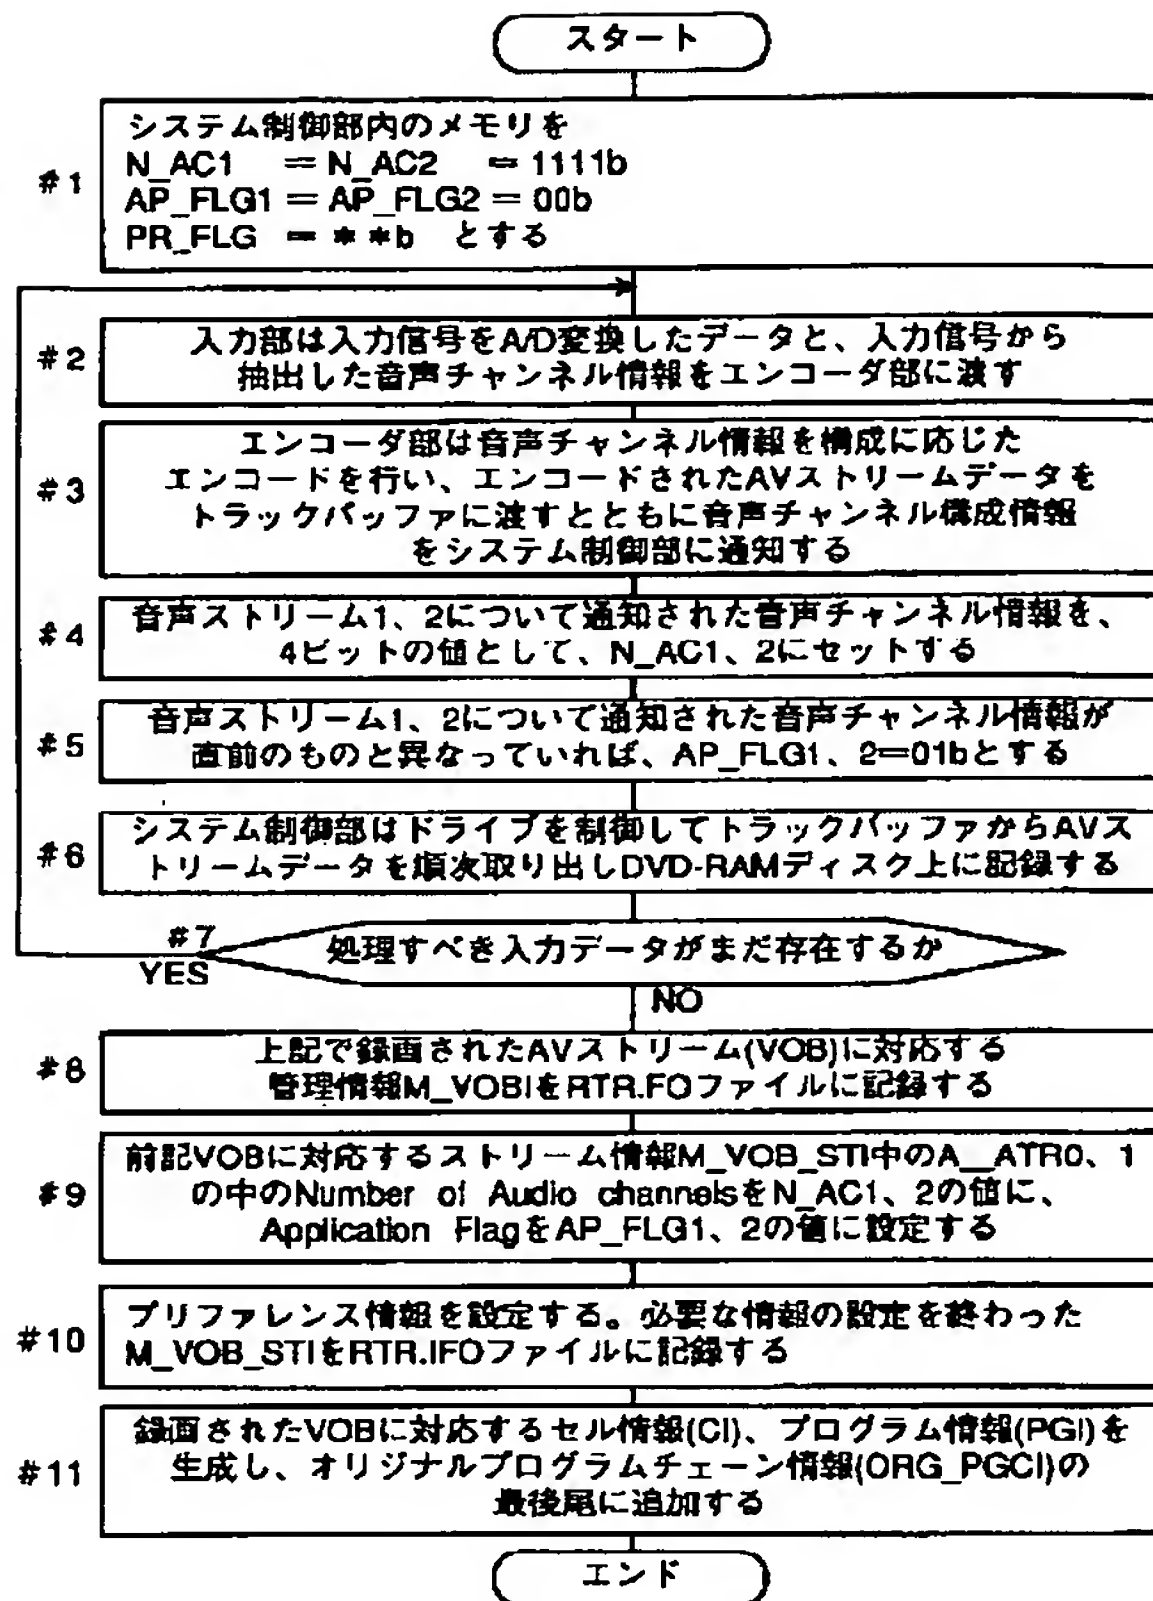 スタート
#1
システム制御部内のメモリを
N_AC1 = N_AC2 = 1111b
AP_FLG1 = AP_FLG2 = 00b
PR_FLG = **b とする
#2
入力部は入力信号をA/D変換したデータと、入力信号から
抽出した音声チャンネル情報をエンコーダ部に渡す
#3
エンコーダ部は音声チャンネル情報を構成に応じた
エンコードを行い、エンコードされたAVストリームデータを
トラックバッファに渡すとともに音声チャンネル構成情報
をシステム制御部に通知する
#4
音声ストリーム1、2について通知された音声チャンネル情報を、
4ビットの値として、N_AC1、2にセットする
#5
音声ストリーム1、2について通知された音声チャンネル情報が
直前のものと異なっていれば、AP_FLG1、2=01bとする
#6
システム制御部はドライブを制御してトラックバッファからAVス
トリームデータを順次取り出しDVD-RAMディスク上に記録する
#7
処理すべき入力データがまだ存在するか
YES
NO
#8
上記で録画されたAVストリーム(VOB)に対応する
管理情報M_VOBIをRTR.FOファイルに記録する
#9
前記VOBに対応するストリーム情報M_VOB_STI中のA__ATR0、1
の中のNumber of Audio channelsをN_AC1、2の値に、
Application FlagをAP_FLG1、2の値に設定する
#10
プリファレンス情報を設定する。必要な情報の設定を終わった
M_VOB_STIをRTR.IFOファイルに記録する
#11
録画されたVOBに対応するセル情報(CI)、プログラム情報(PGI)を
生成し、オリジナルプログラムチェーン情報(ORG_PGCI)の
最後尾に追加する
エンド